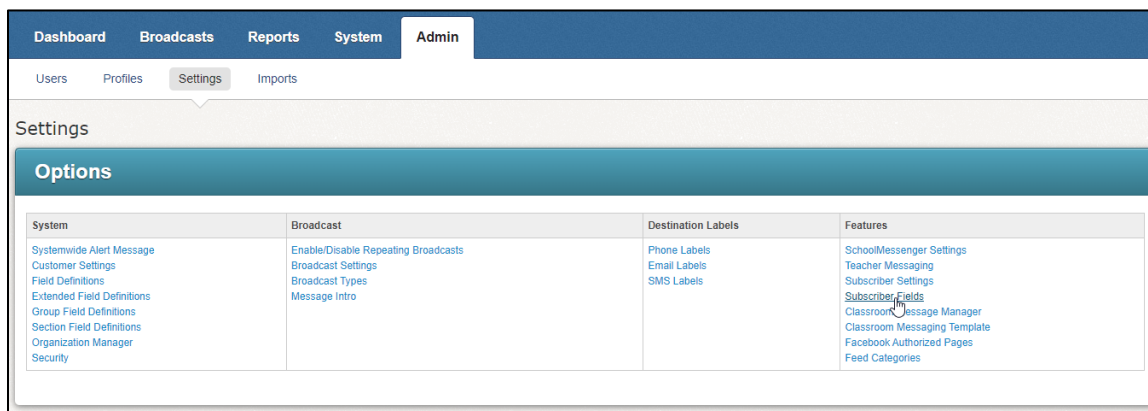 Dashboard Broadcasts Reports System Admin
Users Profiles Settings Imports
Settings
Options
System Broadcast Destination Labels Features
Systemwide Alert Message Enable/Disable Repeating Broadcasts Phone Labels SchoolMessenger Settings
Customer Settings Broadcast Settings Email Labels Teacher Messaging
Field Definitions Broadcast Types SMS Labels Subscriber Settings
Extended Field Definitions Message Intro Subscriber Fields
Group Field Definitions Classroom Message Manager
Section Field Definitions Classroom Messaging Template
Organization Manager Facebook Authorized Pages
Security Feed Categories